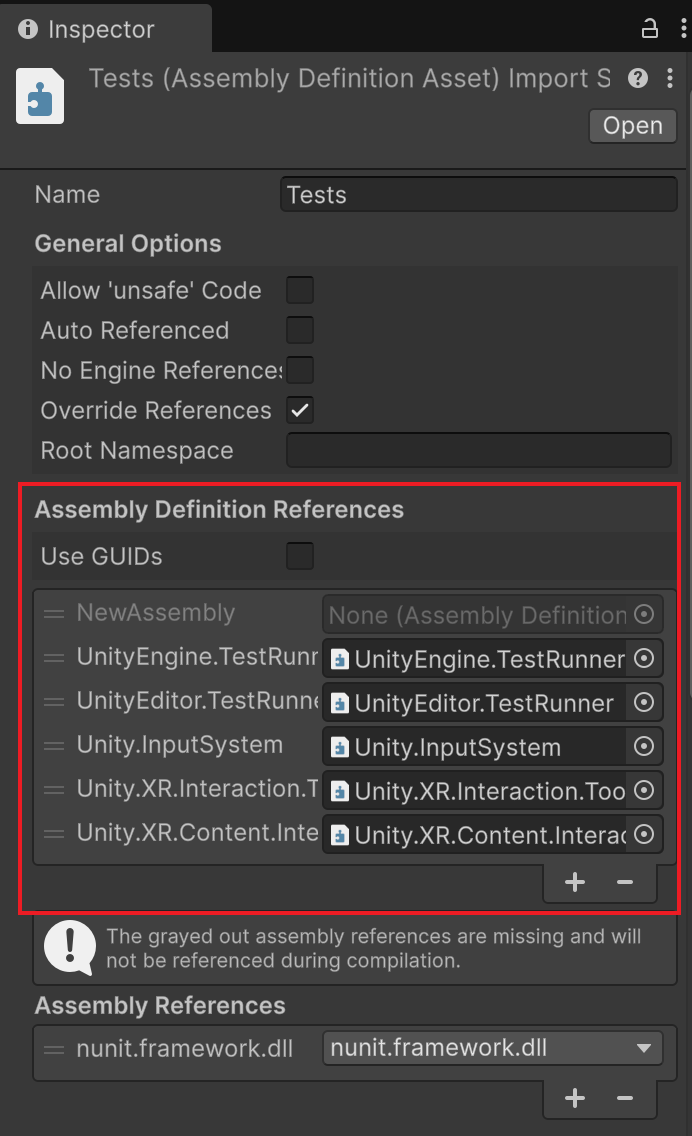 Inspector
Tests (Assembly Definition Asset) Import S
Open
Name Tests
General Options
Allow 'unsafe' Code
Auto Referenced
No Engine References
Override References
Root Namespace
Assembly Definition References
Use GUIDs
NewAssembly None (Assembly Definition
UnityEngine.TestRunn UnityEngine.TestRunner
UnityEditor.TestRunne UnityEditor.TestRunner
Unity.InputSystem Unity.InputSystem
Unity.XR.Interaction.T Unity.XR.Interaction.Too
Unity.XR.Content.Inte Unity.XR.Content.Interac
+ −
The grayed out assembly references are missing and will
not be referenced during compilation.
Assembly References
nunit.framework.dll nunit.framework.dll
+ −